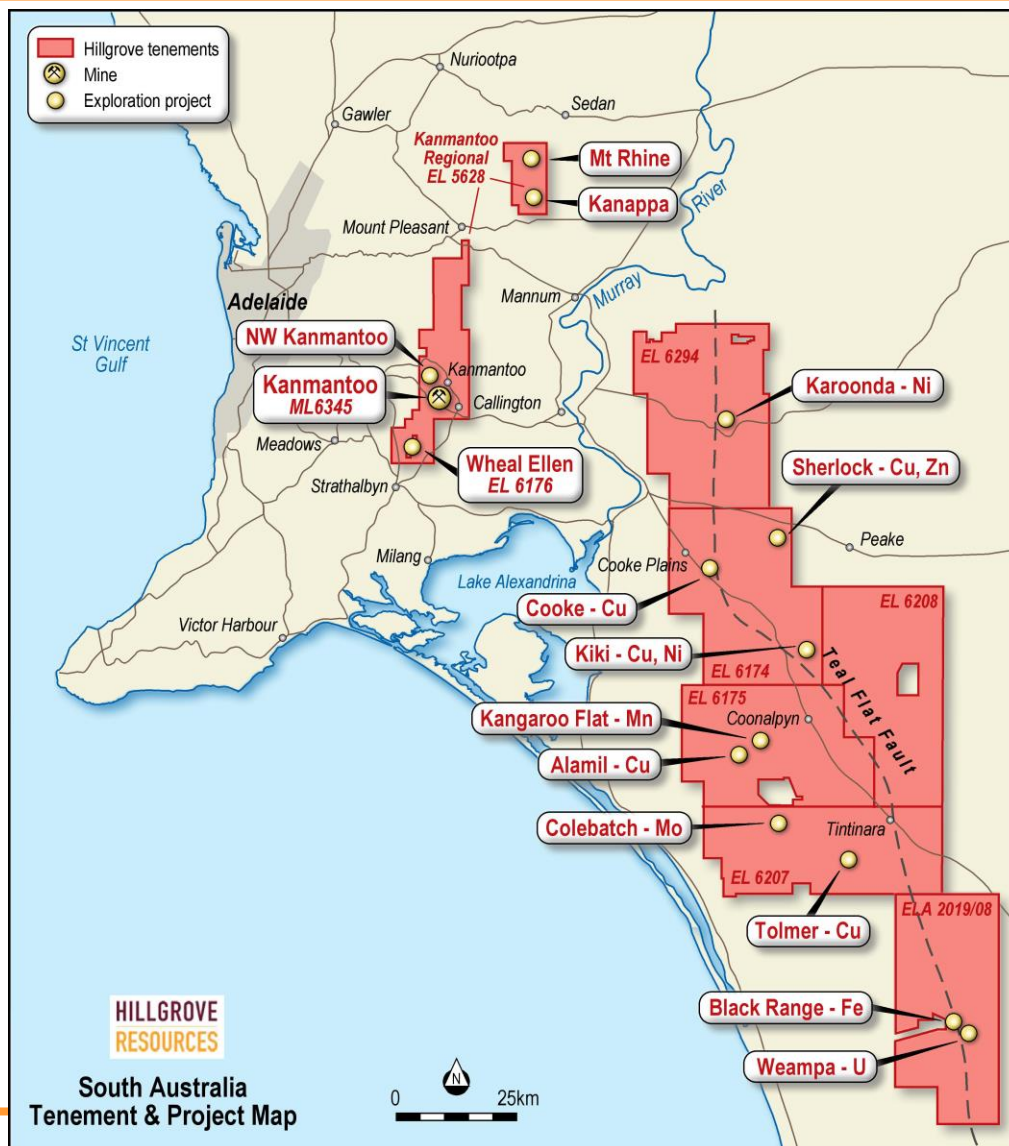 Hillgrove tenements
Mine
Exploration project
Nuriootpa
Gawler
Sedan
Kanmantoo
Regional
EL 5628
Mt Rhine
Kanappa
River
Mount Pleasant
Mannum
Murray
Adelaide
St Vincent
Gulf
NW Kanmantoo
Kanmantoo
Kanmantoo
ML6345
Callington
Meadows
Wheal Ellen
EL 6176
Strathalbyn
EL 6294
Karoonda - Ni
Sherlock - Cu, Zn
Peake
Milang
Cooke Plains
Lake Alexandrina
Cooke - Cu
EL 6208
Victor Harbour
Kiki - Cu, Ni
EL 6174
Teal Flat Fault
EL 6175
Kangaroo Flat - Mn
Coonalpyn
Alamil - Cu
Colebatch - Mo
Tintinara
EL 6207
ELA 2019/08
Tolmer - Cu
Black Range - Fe
Weampa - U
HILLGROVE
RESOURCES
South Australia
Tenement & Project Map
N
0 25km